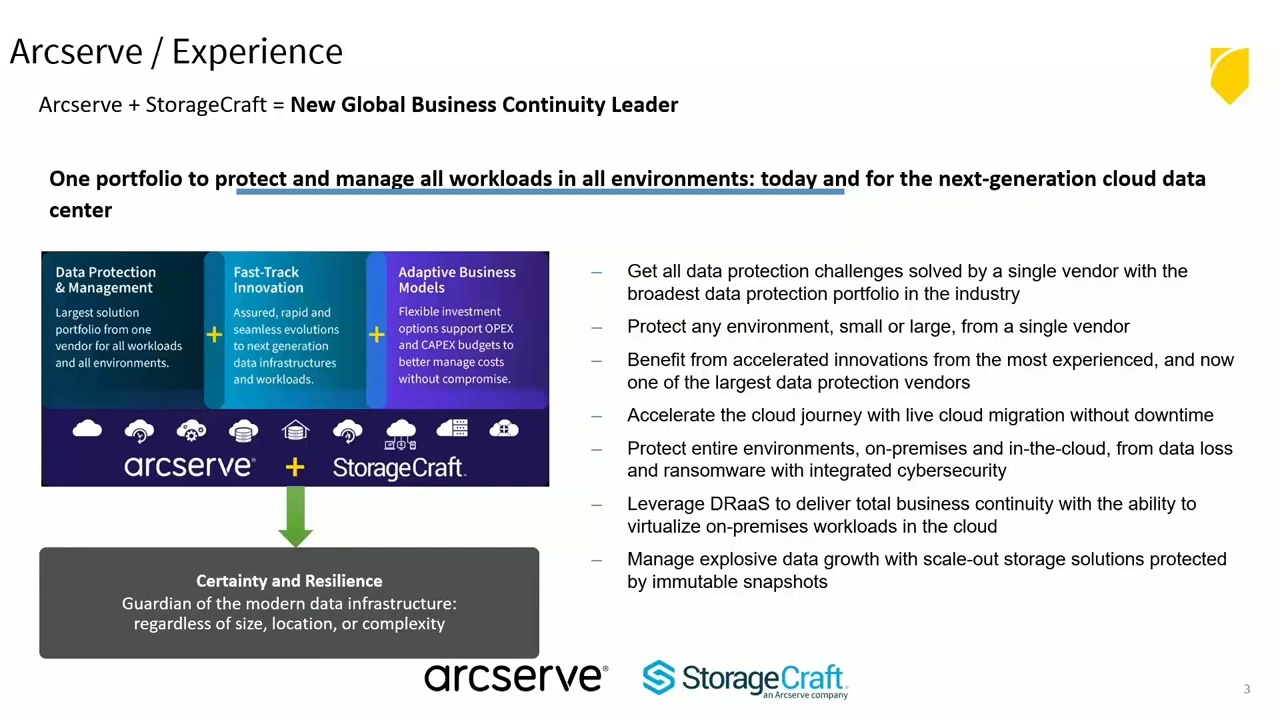 Arcserve / Experience
Arcserve + StorageCraft = New Global Business Continuity Leader
One portfolio to protect and manage all workloads in all environments: today and for the next-generation cloud data
center
Data Protection
& Management
Largest solution
portfolio from one
vendor for all workloads
and all environments.
+
Fast-Track
Innovation
Assured, rapid and
seamless evolutions
to next generation
data infrastructures
and workloads.
+
Adaptive Business
Models
Flexible investment
options support OPEX
and CAPEX budgets to
better manage costs
without compromise.
arcserve® + StorageCraft.
Certainty and Resilience
Guardian of the modern data infrastructure:
regardless of size, location, or complexity
– Get all data protection challenges solved by a single vendor with the
broadest data protection portfolio in the industry
– Protect any environment, small or large, from a single vendor
– Benefit from accelerated innovations from the most experienced, and now
one of the largest data protection vendors
– Accelerate the cloud journey with live cloud migration without downtime
– Protect entire environments, on-premises and in-the-cloud, from data loss
and ransomware with integrated cybersecurity
– Leverage DRaaS to deliver total business continuity with the ability to
virtualize on-premises workloads in the cloud
– Manage explosive data growth with scale-out storage solutions protected
by immutable snapshots
arcserve®
StorageCraft
an Arcserve company
3